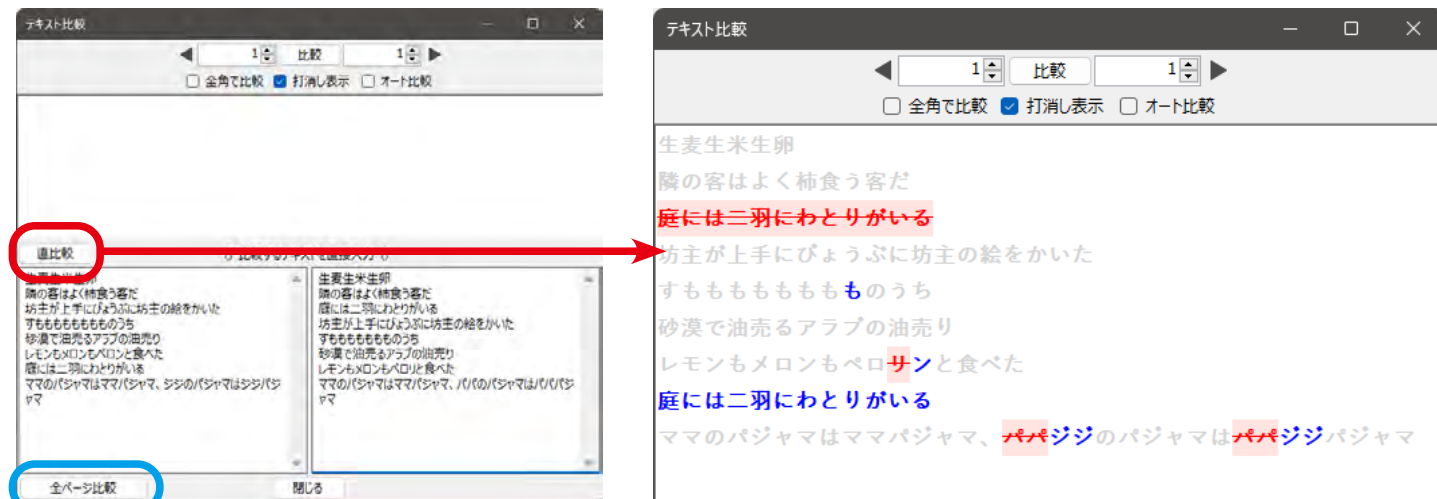 テキスト比較
1 比較 1
全角で比較 打消し表示 オート比較
直比較
比較するテキストを直接入力
生麦生米生卵
隣の客はよく柿食う客だ
坊主が上手にびょうぶに坊主の絵をかいた
すもももももももものうち
砂漠で油売るアラブの油売り
レモンもメロンもペロンと食べた
庭には二羽にわとりがいる
ママのパジャマはママパジャマ、ジジのパジャマはジジパジ
ャマ
生麦生米生卵
隣の客はよく柿食う客だ
庭には二羽にわとりがいる
坊主が上手にびょうぶに坊主の絵をかいた
すももももももものうち
砂漠で油売るアラブの油売り
レモンもメロンもペロリと食べた
ママのパジャマはママパジャマ、パパのパジャマはパパパジ
ャマ
全ページ比較 閉じる
テキスト比較
1 比較 1
全角で比較 打消し表示 オート比較
生麦生米生卵
隣の客はよく柿食う客だ
庭には二羽にわとりがいる
坊主が上手にびょうぶに坊主の絵をかいた
すもももももももものうち
砂漠で油売るアラブの油売り
レモンもメロンもペロリンと食べた
庭には二羽にわとりがいる
ママのパジャマはママパジャマ、パパジジのパジャマはパパジジパジャマ